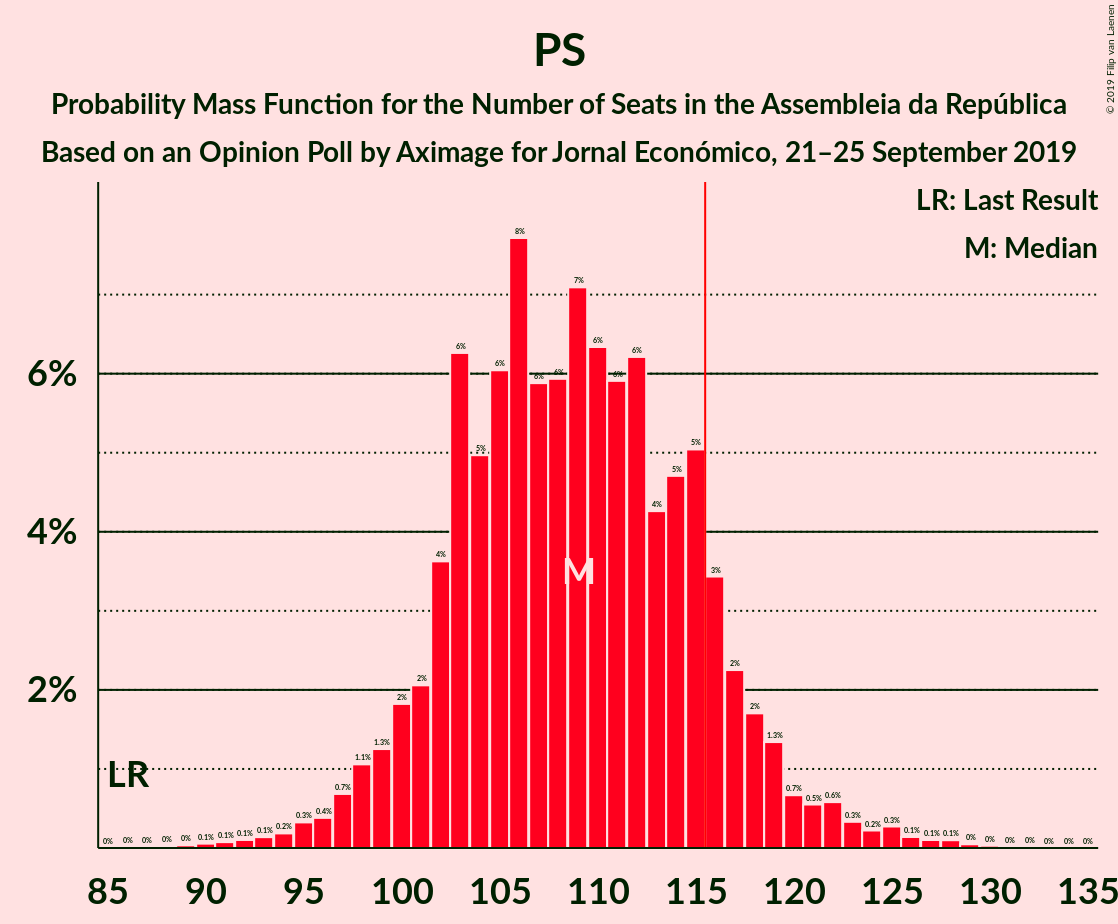 PS
Probability Mass Function for the Number of Seats in the Assembleia da República
Based on an Opinion Poll by Aximage for Jornal Económico, 21–25 September 2019
© 2019 Filip van Laenen
LR: Last Result
M: Median
6%
4%
2%
LR
M
0% 0% 0% 0% 0% 0.1% 0.1% 0.1% 0.1% 0.2% 0.3% 0.4% 0.7% 1.1% 1.3% 2% 2% 4% 6% 5% 6% 8% 6% 6% 7% 6% 6% 6% 4% 5% 5% 3% 2% 2% 1.3% 0.7% 0.5% 0.6% 0.3% 0.2% 0.3% 0.1% 0.1% 0.1% 0% 0% 0% 0% 0% 0% 0%
85 90 95 100 105 110 115 120 125 130 135